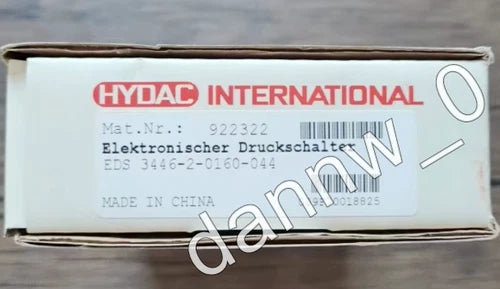 HYDAC INTERNATIONAL
Mat.Nr.: 922322
Elektronischer Druckschalter
EDS 3446-2-0160-044
MADE IN CHINA
dannw_0